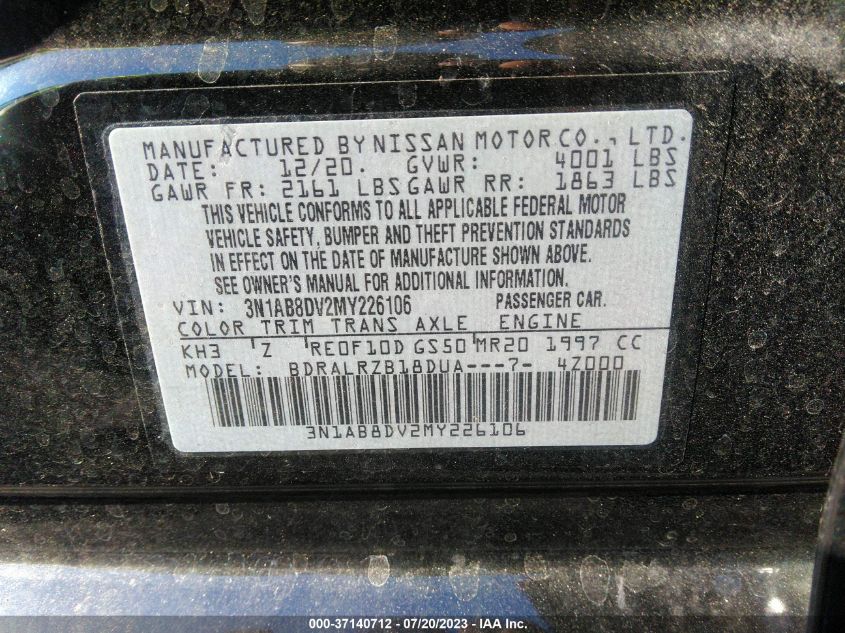 MANUFACTURED BY NISSAN MOTOR CO., LTD.
DATE: 12/20. GVWR: 4001 LBS
GAWR FR: 2161 LBS GAWR RR: 1863 LBS
THIS VEHICLE CONFORMS TO ALL APPLICABLE FEDERAL MOTOR
VEHICLE SAFETY, BUMPER AND THEFT PREVENTION STANDARDS
IN EFFECT ON THE DATE OF MANUFACTURE SHOWN ABOVE.
SEE OWNER'S MANUAL FOR ADDITIONAL INFORMATION.
VIN: 3N1AB8DV2MY226106 PASSENGER CAR.
COLOR TRIM TRANS AXLE ENGINE
KH3 Z RE0F10D GS50 MR20 1997 CC
MODEL: BDRALRZB18DUA---7- 4Z000
3N1AB8DV2MY226106
000-37140712 - 07/20/2023 - IAA Inc.